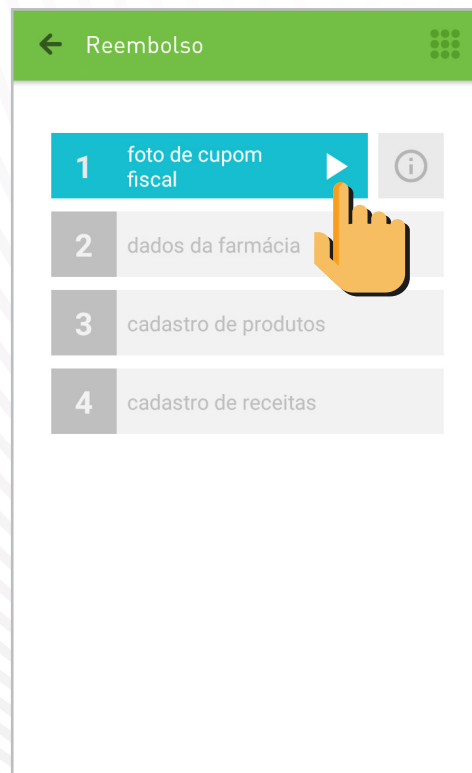 Reembolso
1
foto de cupom
fiscal
2
dados da farmácia
3
cadastro de produtos
4
cadastro de receitas